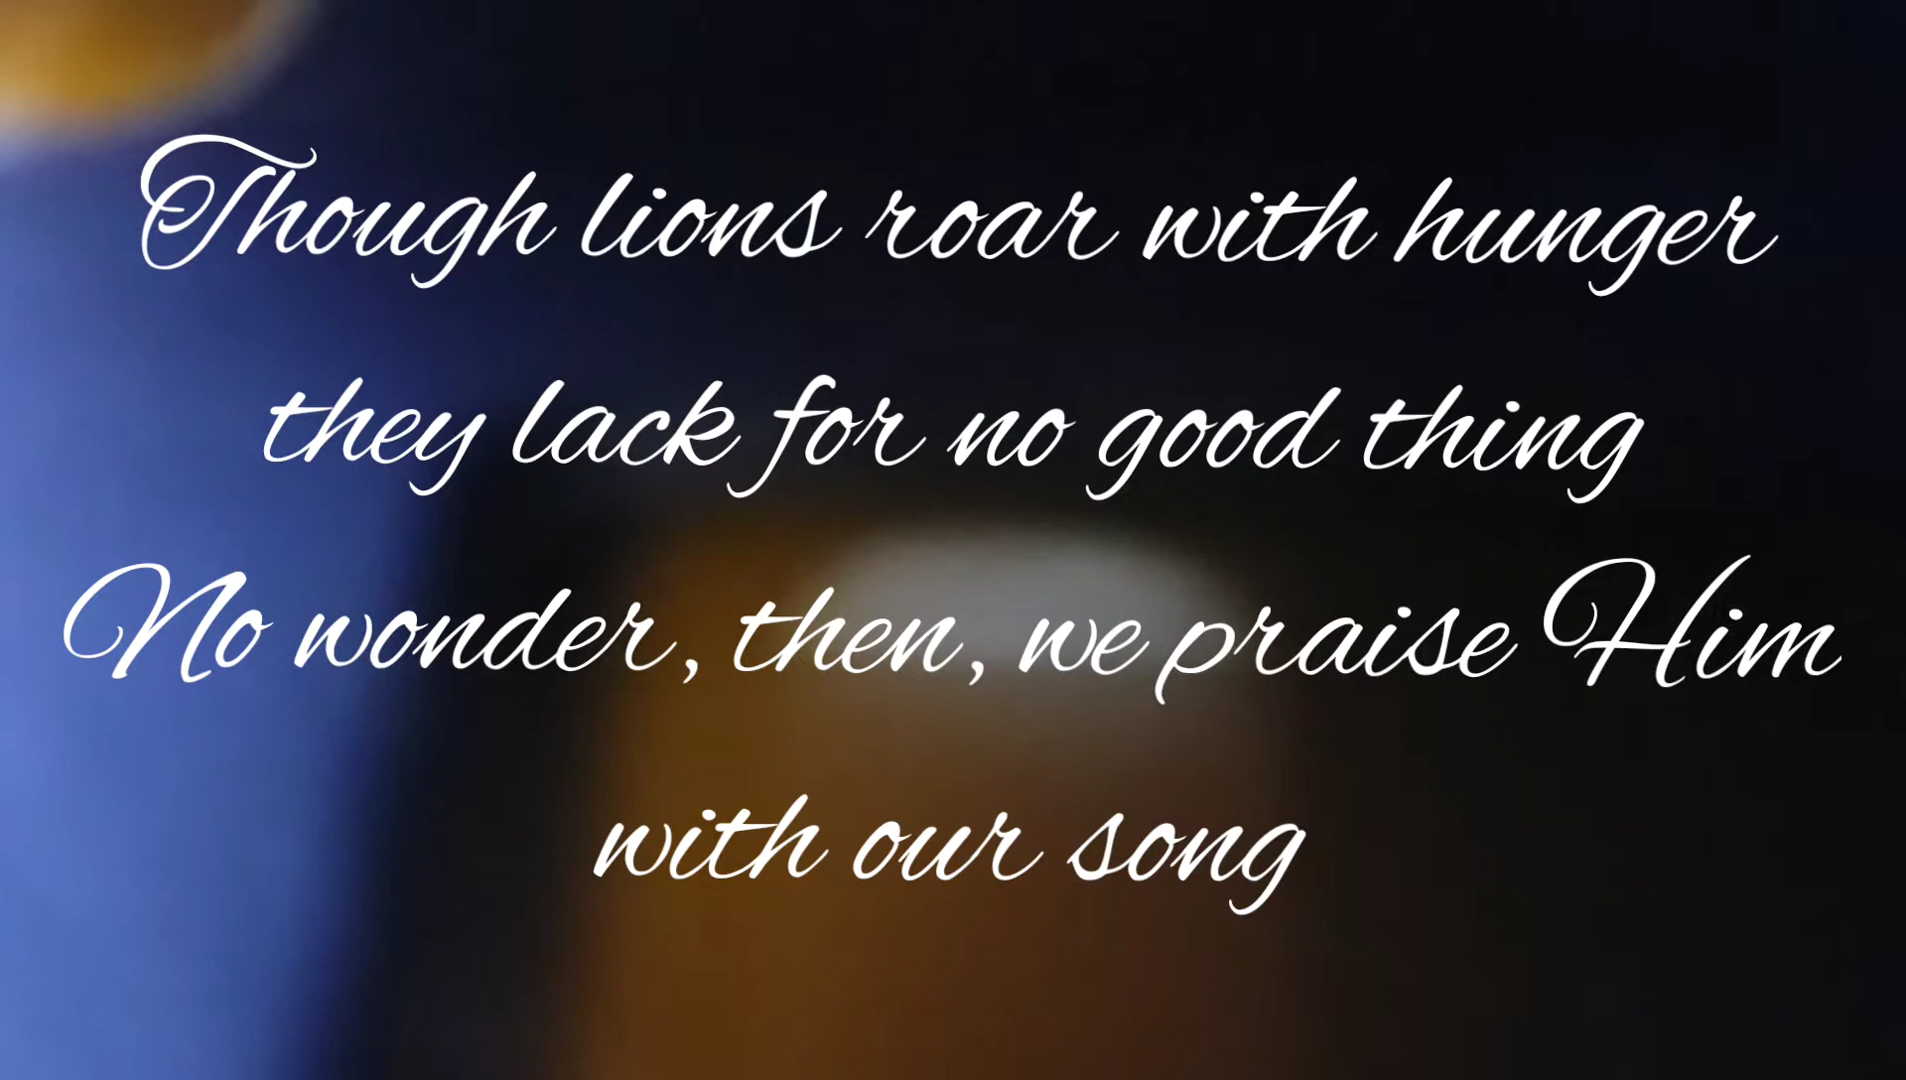 Though lions roar with hunger
they lack for no good thing
No wonder, then, we praise Him
with our song